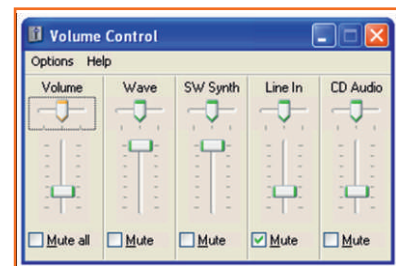 Volume Control
Options Help
Volume Wave SW Synth Line In CD Audio
Mute all Mute Mute Mute Mute